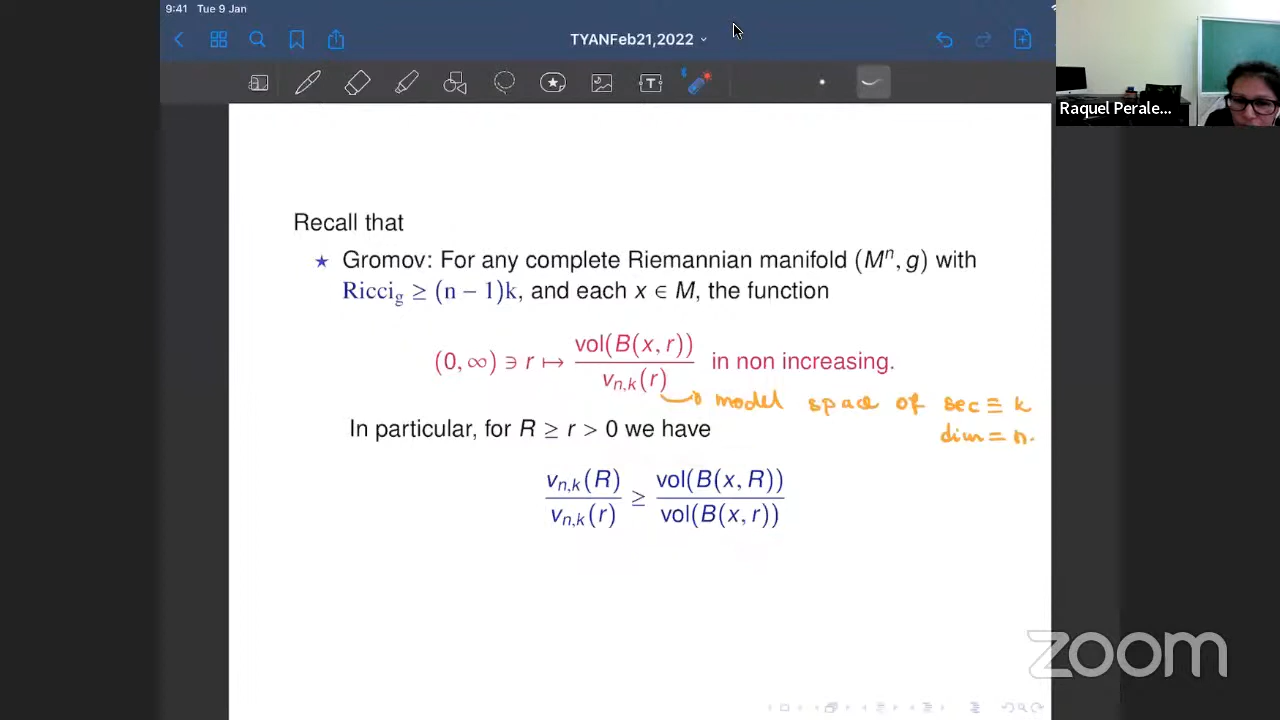 9:41 Tue 9 Jan
TYANFeb21,2022
Raquel Perale...
Recall that
★ Gromov: For any complete Riemannian manifold (Mⁿ, g) with
Ricci_g ≥ (n − 1)k, and each x ∈ M, the function
(0, ∞) ∋ r ↦ vol(B(x, r)) / v_{n,k}(r) in non increasing.
model space of sec ≡ k
dim = n.
In particular, for R ≥ r > 0 we have
v_{n,k}(R) / v_{n,k}(r) ≥ vol(B(x, R)) / vol(B(x, r))
zoom